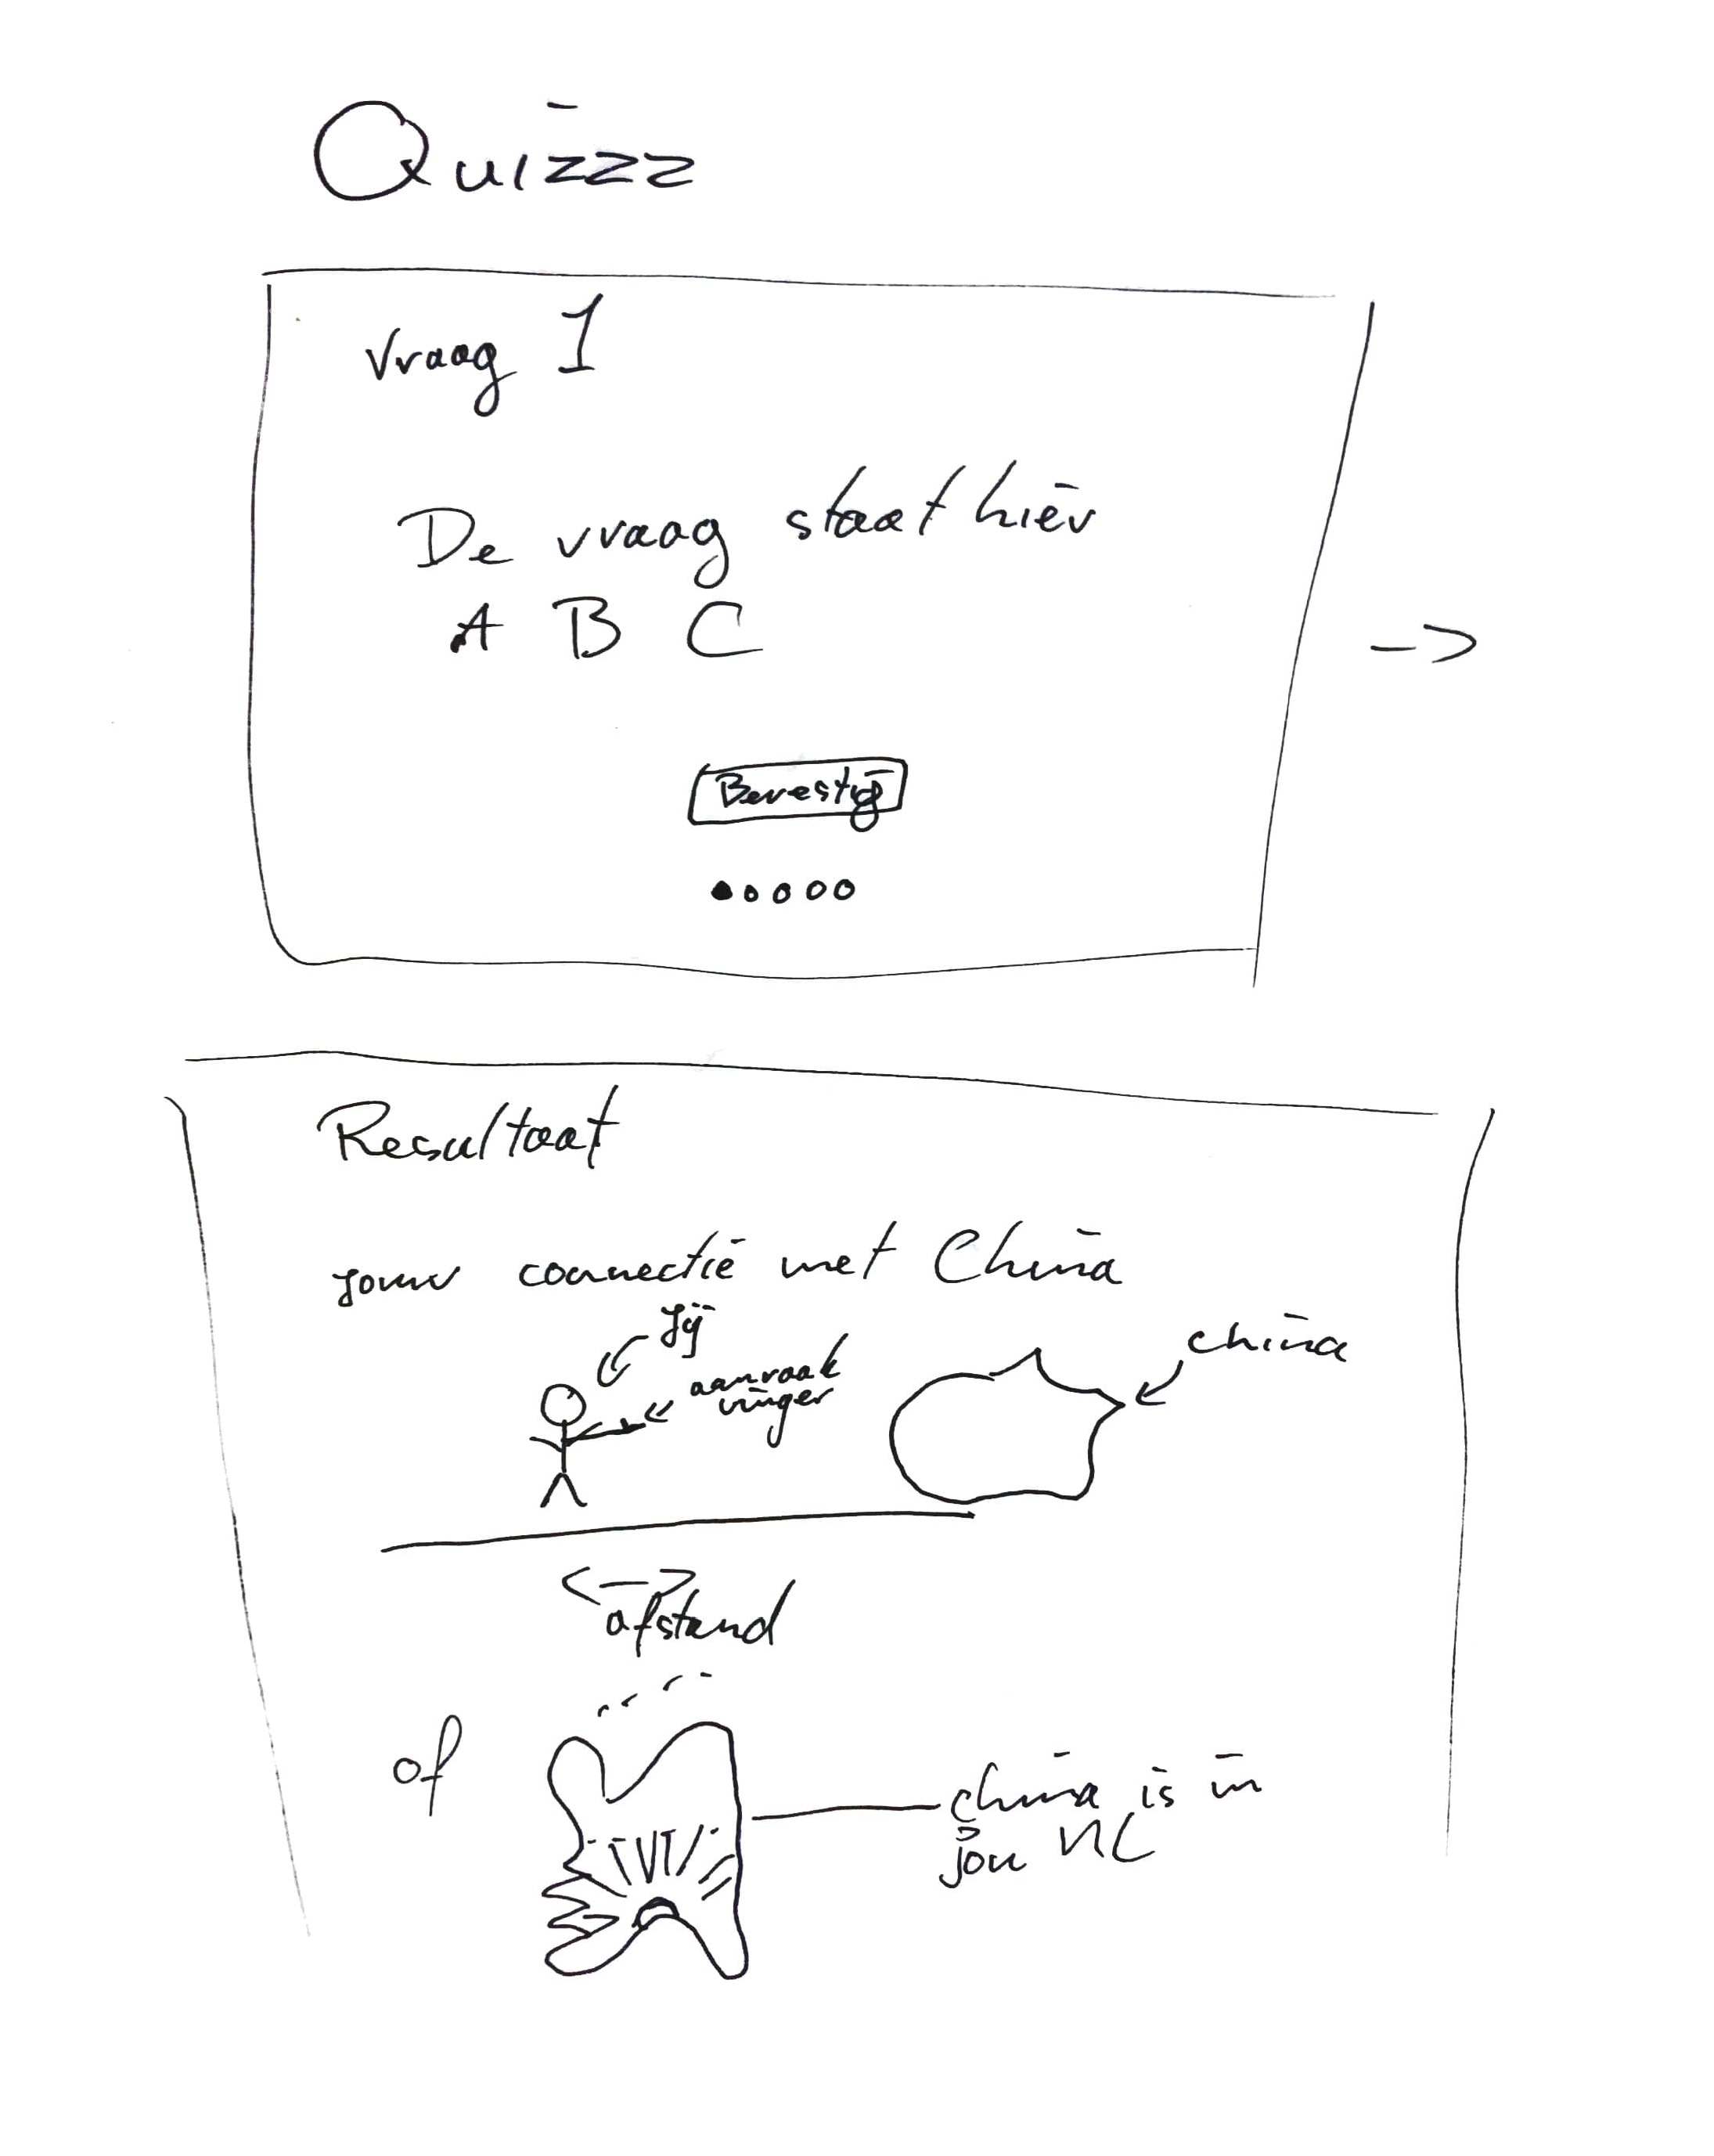 Quizzz
Vraag 1
De vraag staat hier
A B C
->
Bevestig
Resultaat
jouw connectie met China
Jij
aanraak
vinger
china
<->
afstand
of
china is in
jou NL